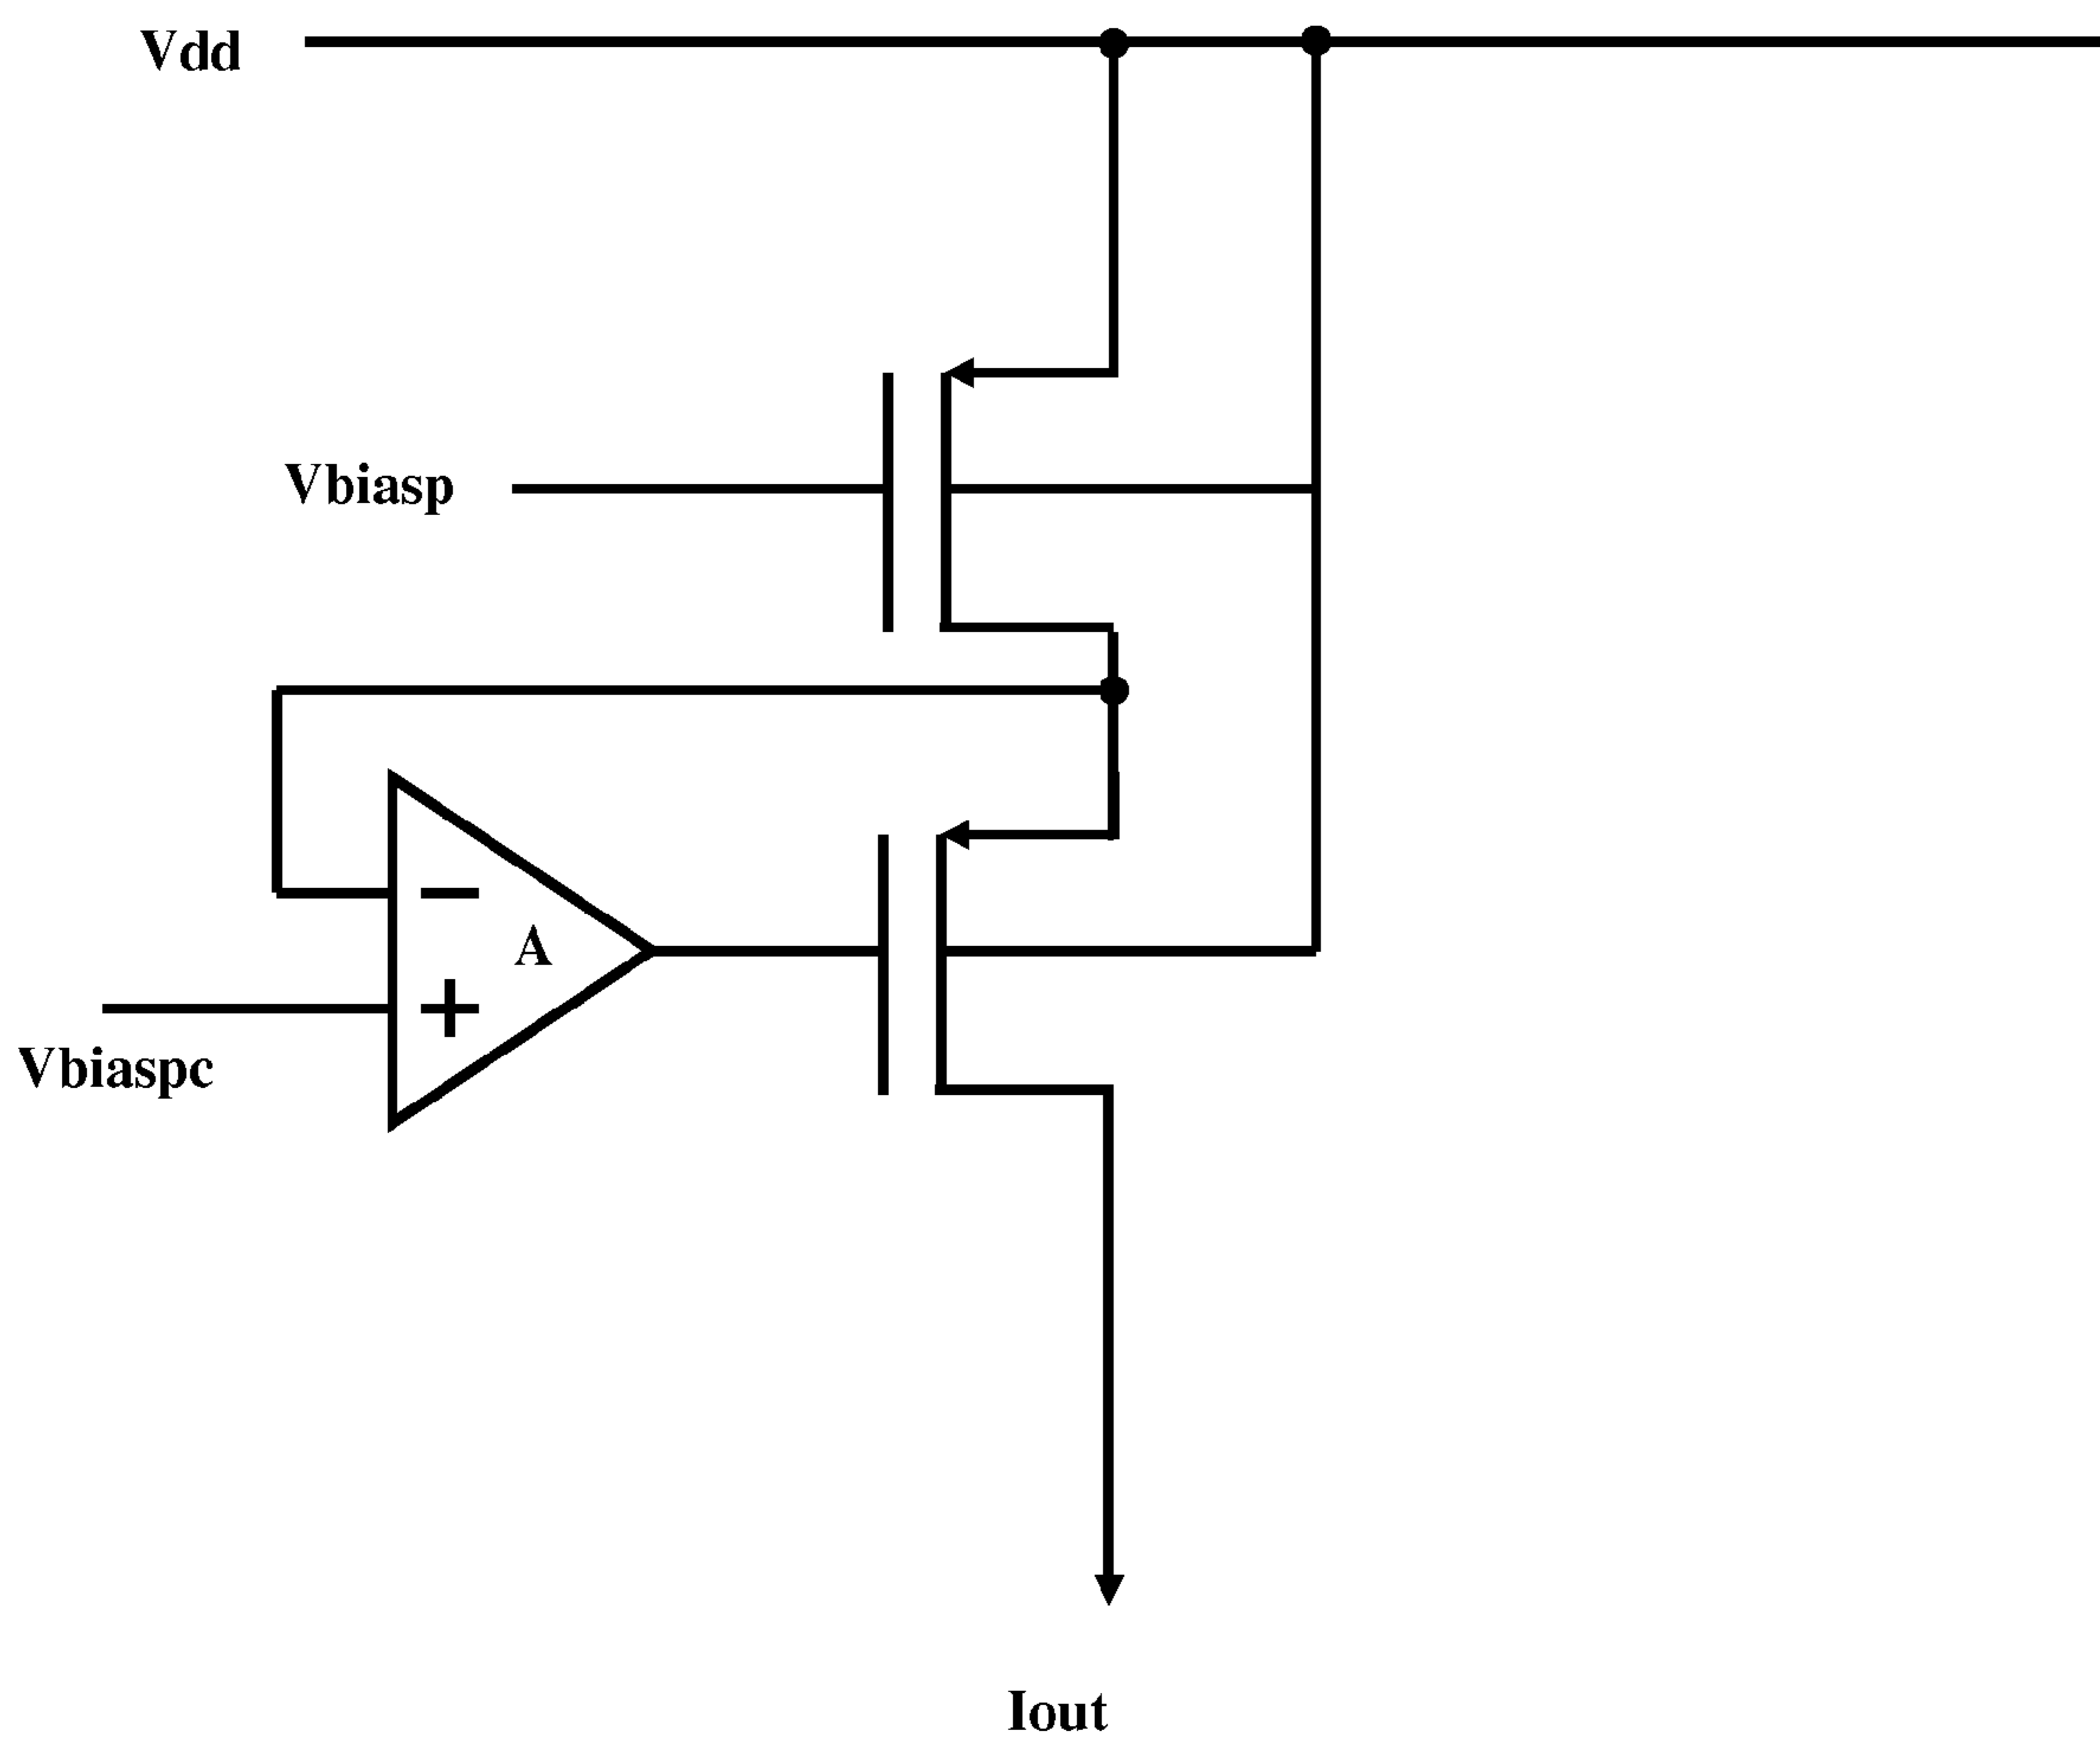 Vdd
Vbiasp
−
A
+
Vbiaspc
Iout